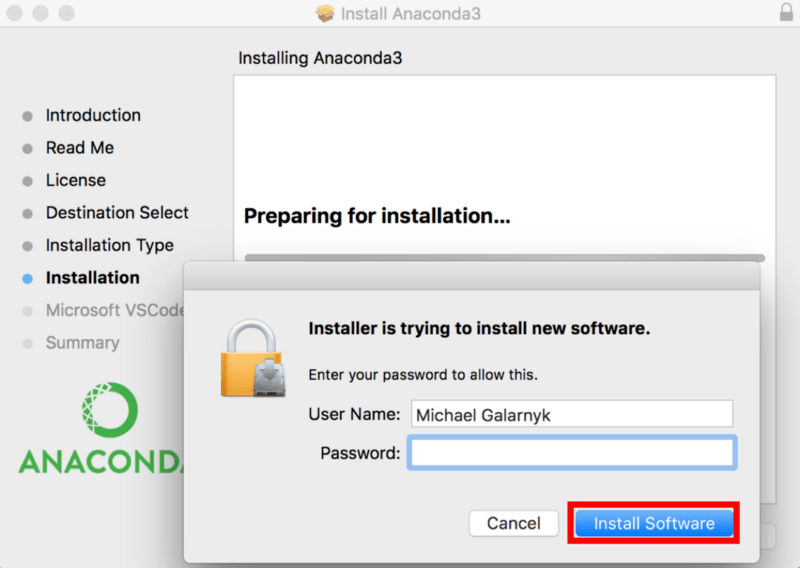 Install Anaconda3
Installing Anaconda3
Introduction
Read Me
License
Destination Select
Installation Type
Installation
Microsoft VSCode
Summary
ANACONDA
Preparing for installation...
Installer is trying to install new software.
Enter your password to allow this.
User Name: Michael Galarnyk
Password:
Cancel Install Software